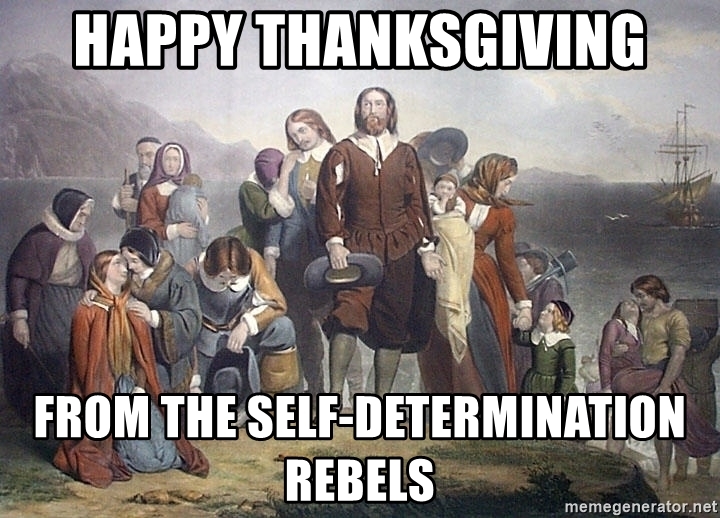 HAPPY THANKSGIVING
FROM THE SELF-DETERMINATION
REBELS
memegenerator.net